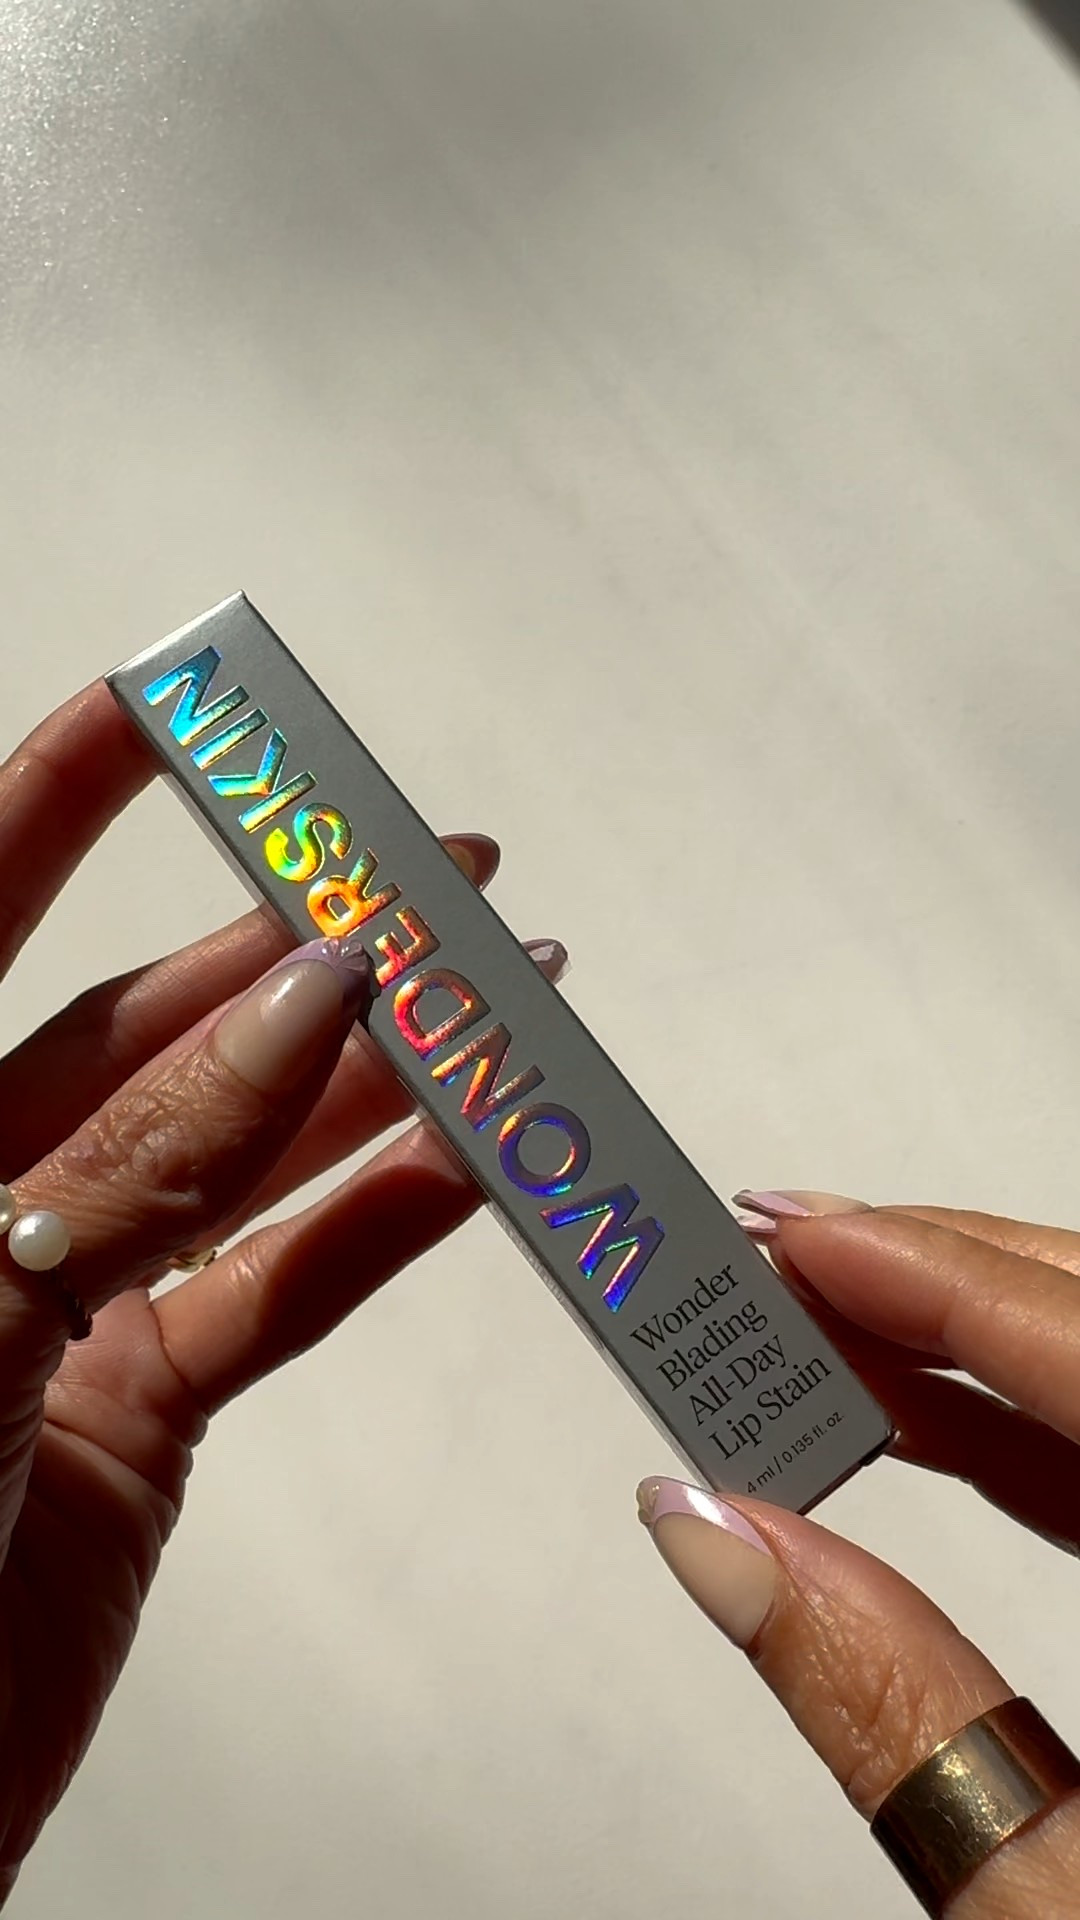 WONDERSKIN
Wonder
Blading
All-Day
Lip Stain
4 ml / 0.135 fl. oz.